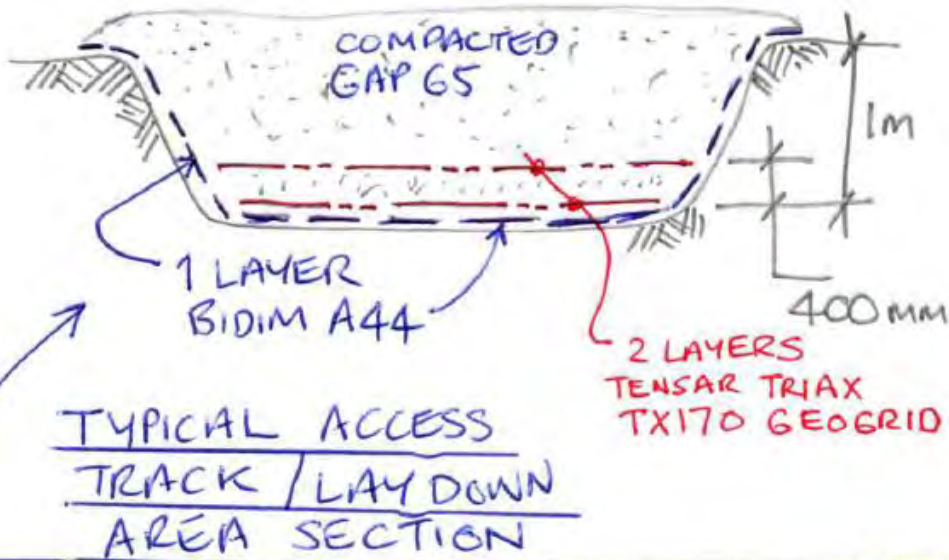 COMPACTED
GAP 65
1m
1 LAYER
BIDIM A44
400mm
2 LAYERS
TENSAR TRIAX
TX170 GEOGRID
TYPICAL ACCESS
TRACK / LAYDOWN
AREA SECTION